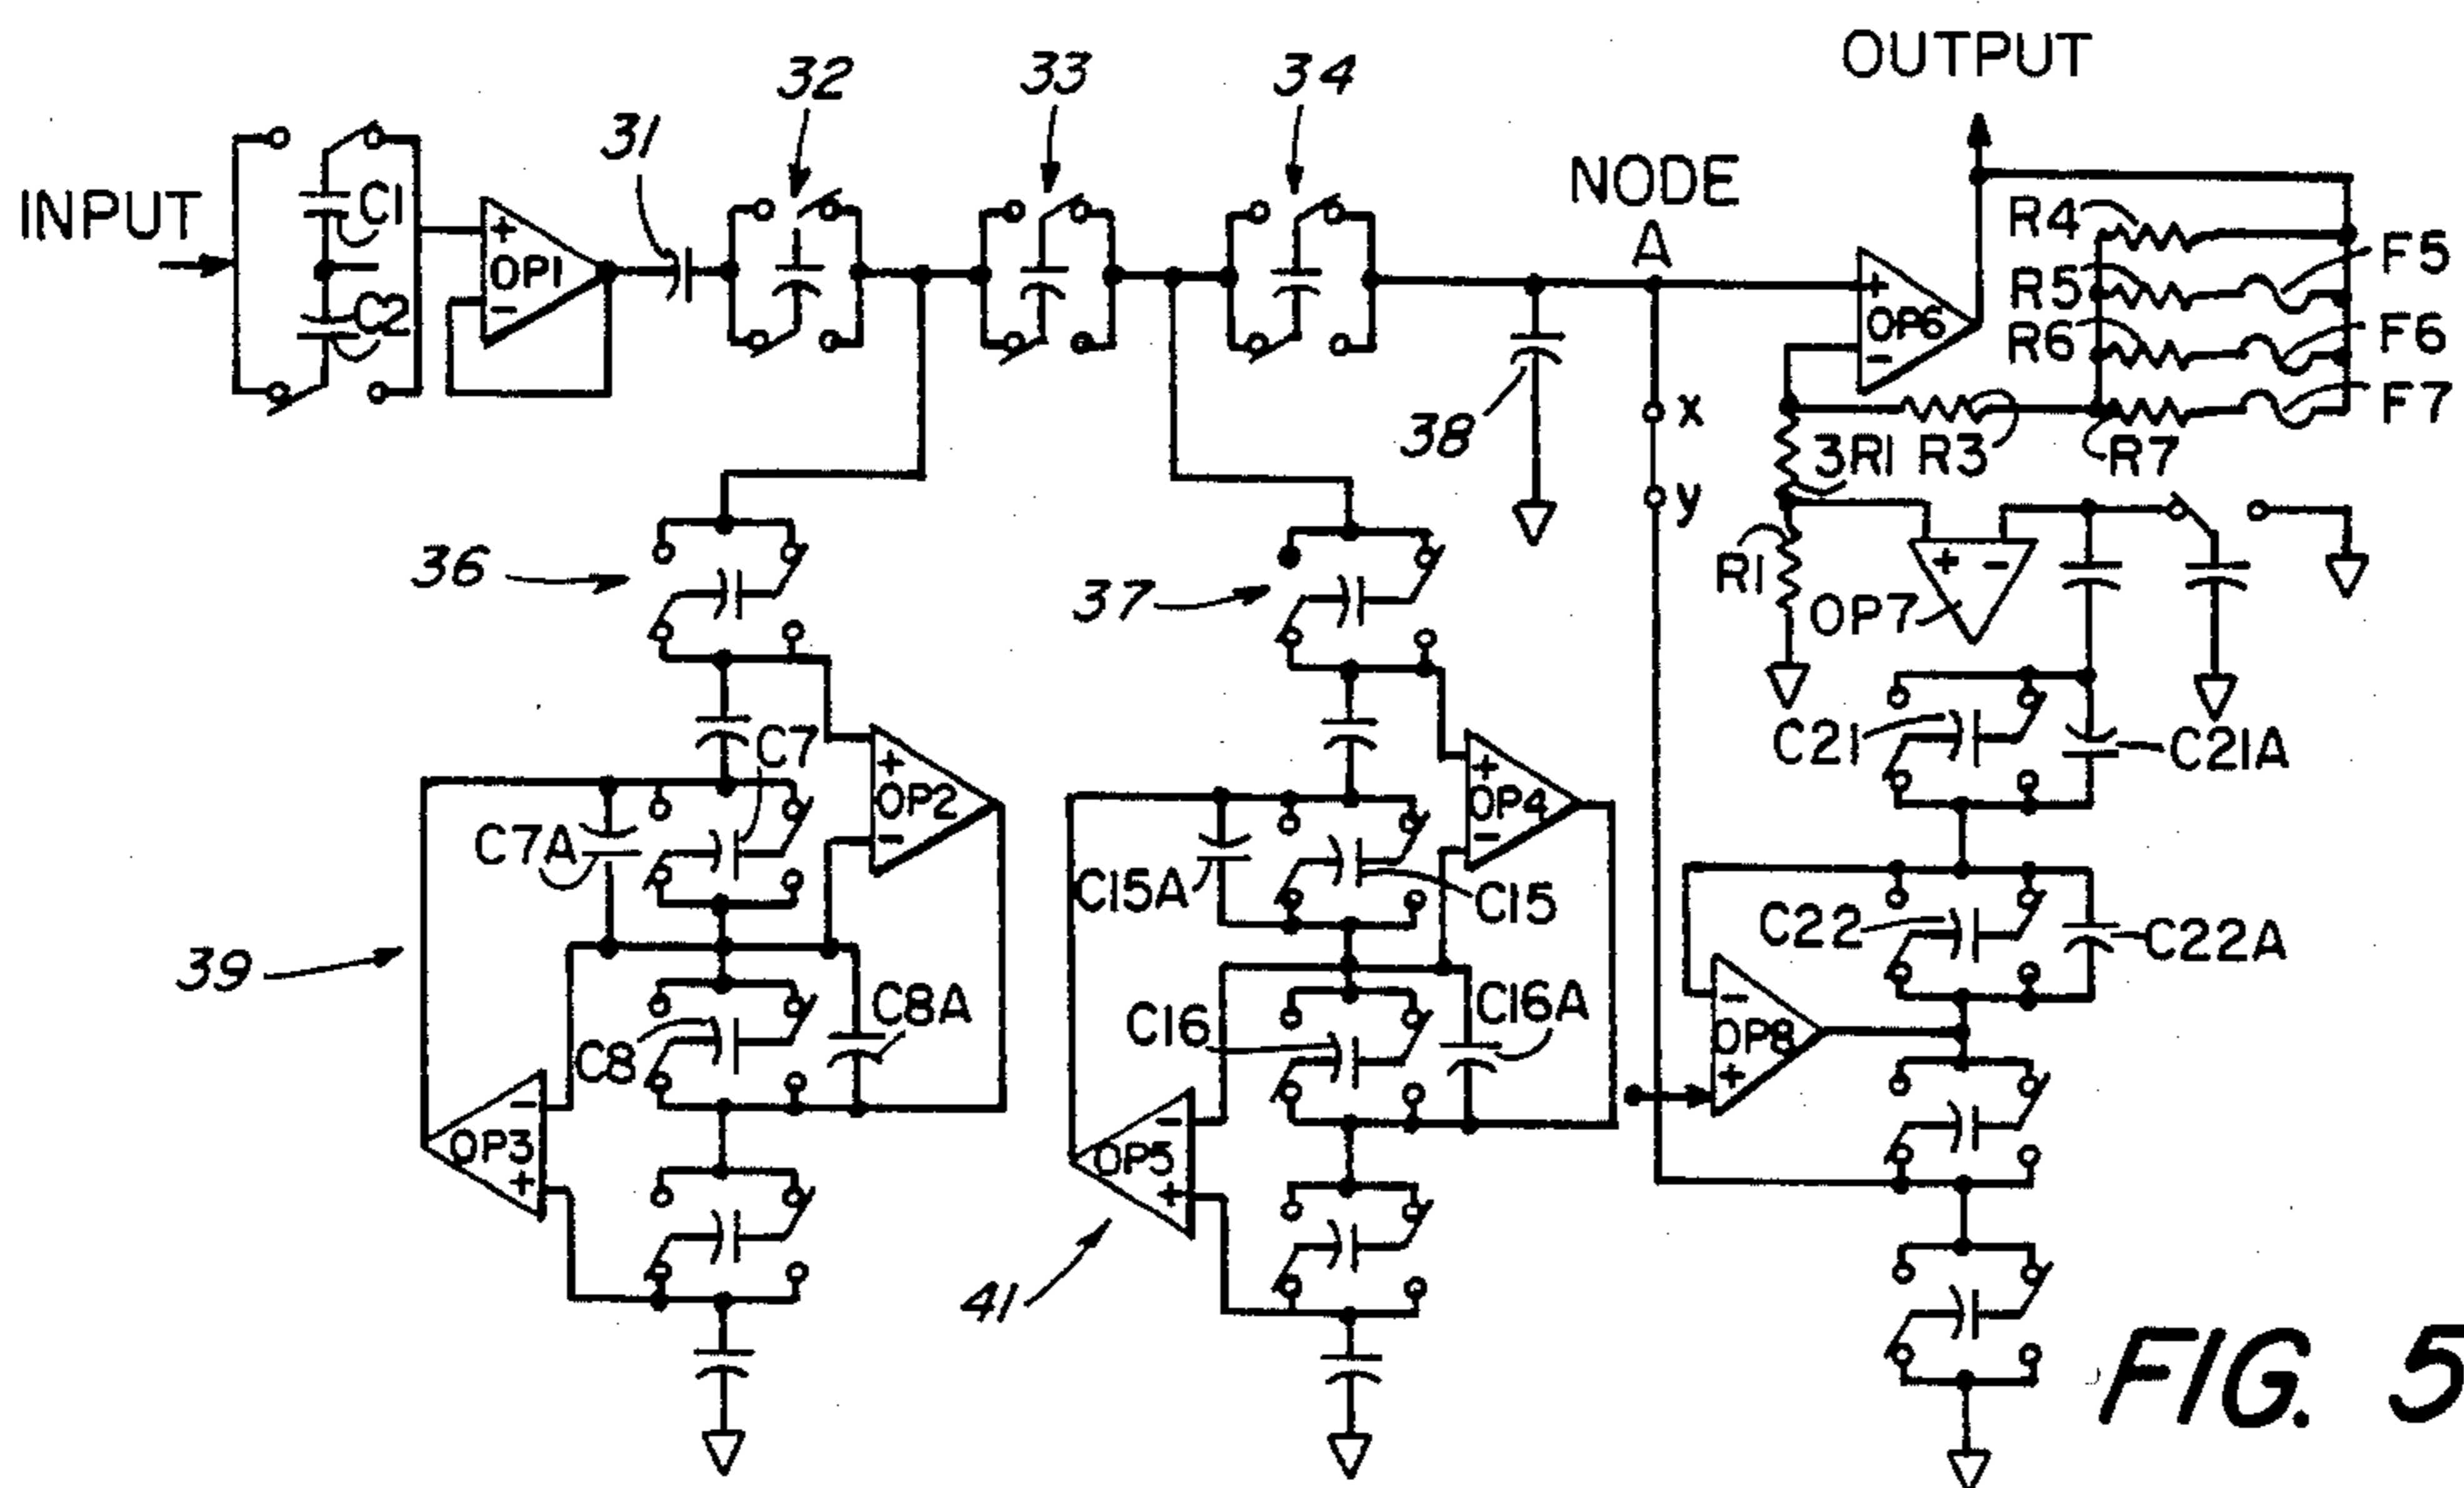 OUTPUT
INPUT
C1
C2
+
OP1
−
31
32
33
34
NODE
A
+
OP6
−
R4
R5
R6
F5
F6
F7
38
x
y
3R1
R3
R7
R1
OP7
+ −
36
37
C7
C7A
+
OP2
−
39
C8
C8A
−
OP3
+
C15A
C15
+
OP4
−
C16
C16A
−
OP5
+
41
C21
C21A
C22
C22A
−
OP8
+
FIG. 5